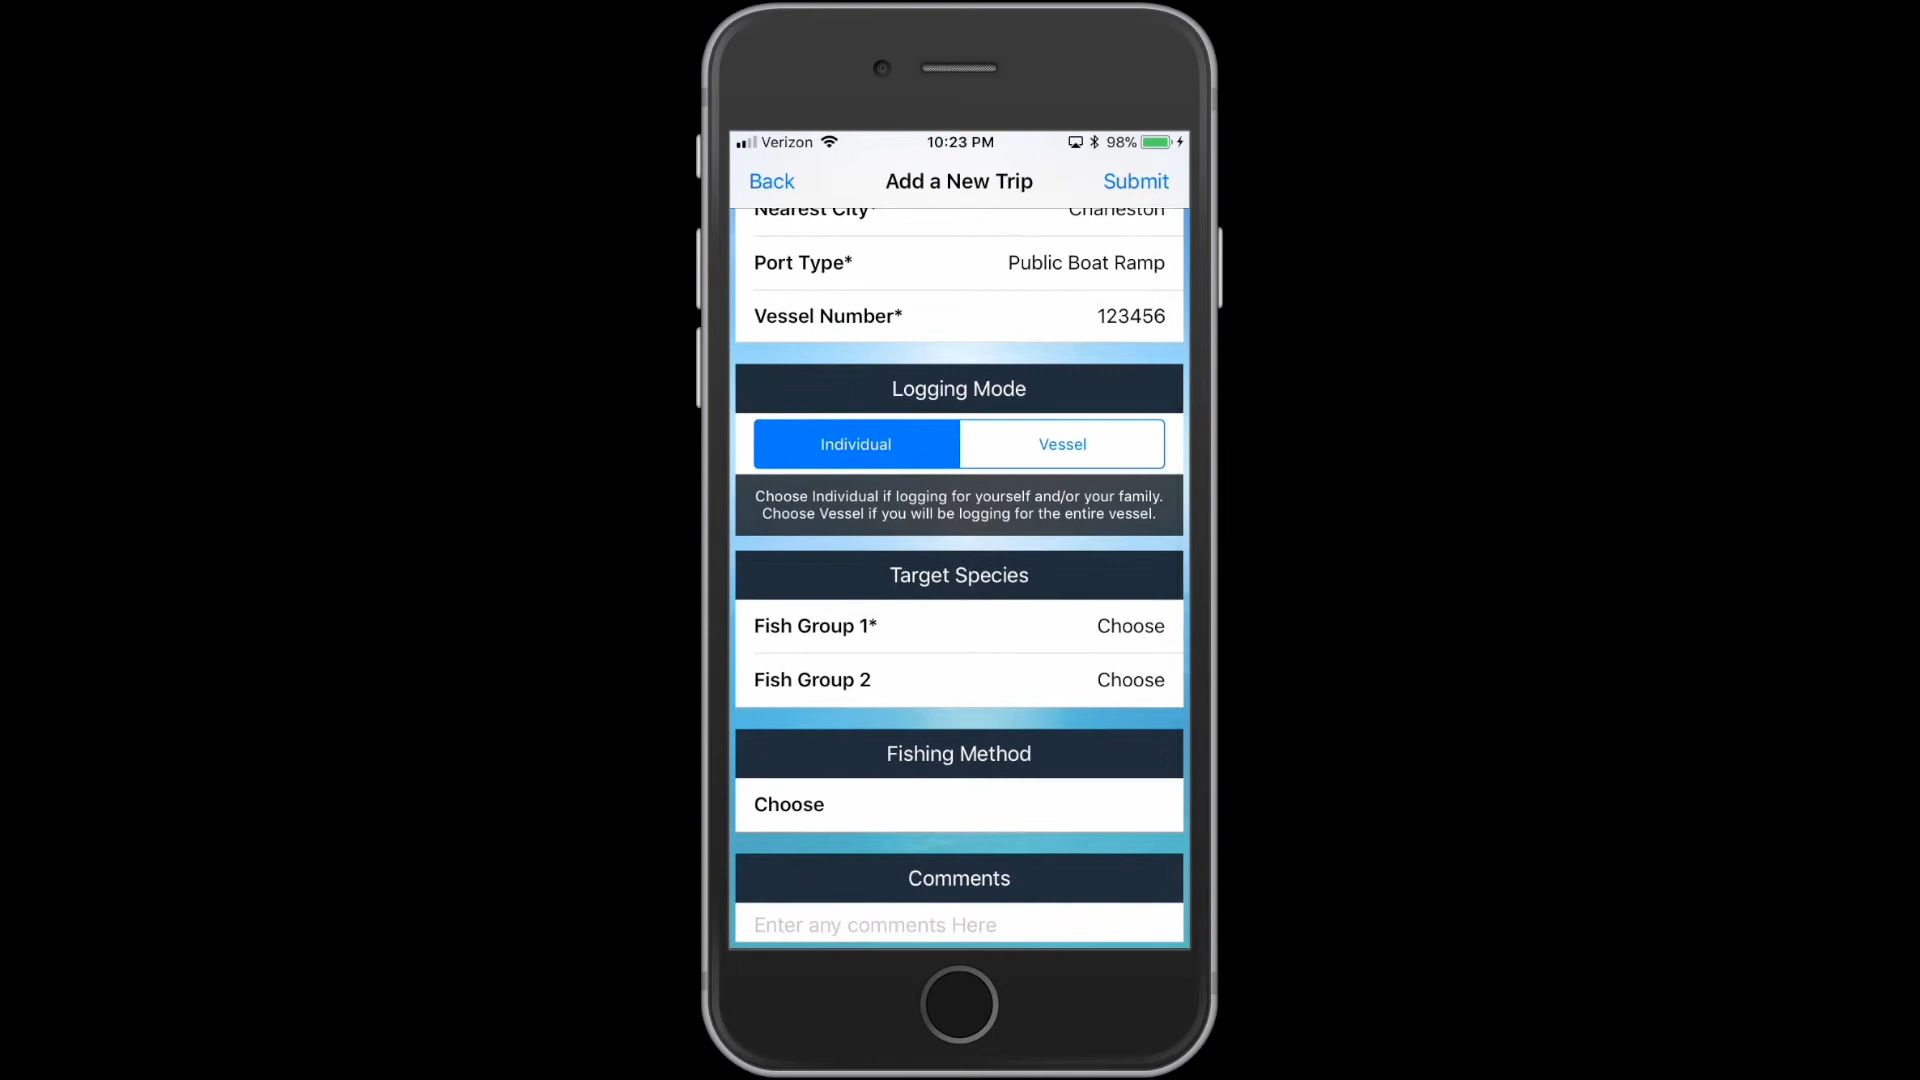 Verizon 10:23 PM 98%
Back Add a New Trip Submit
Nearest City* Charleston
Port Type* Public Boat Ramp
Vessel Number* 123456
Logging Mode
Individual Vessel
Choose Individual if logging for yourself and/or your family.
Choose Vessel if you will be logging for the entire vessel.
Target Species
Fish Group 1* Choose
Fish Group 2 Choose
Fishing Method
Choose
Comments
Enter any comments Here